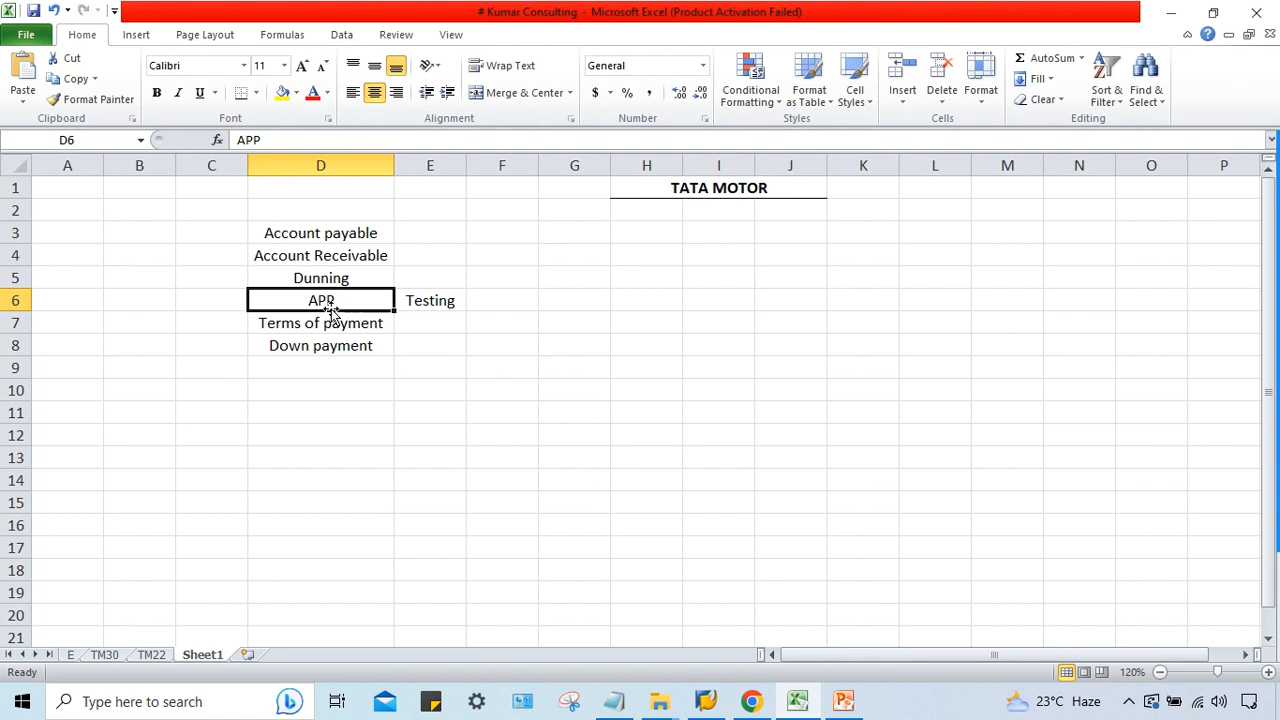 # Kumar Consulting - Microsoft Excel (Product Activation Failed)
File Home Insert Page Layout Formulas Data Review View
Paste
Cut
Copy
Format Painter
Clipboard
Calibri 11
B I U
Font
Wrap Text
Merge & Center
Alignment
General
$ % ,
Number
Conditional Formatting
Format as Table
Cell Styles
Styles
Insert Delete Format
Cells
AutoSum
Fill
Clear
Sort & Filter
Find & Select
Editing
D6 fx APP
A B C D E F G H I J K L M N O P
1 TATA MOTOR
2
3 Account payable
4 Account Receivable
5 Dunning
6 APP Testing
7 Terms of payment
8 Down payment
9
10
11
12
13
14
15
16
17
18
19
20
21
E TM30 TM22 Sheet1
Ready 120%
Type here to search 23°C Haze